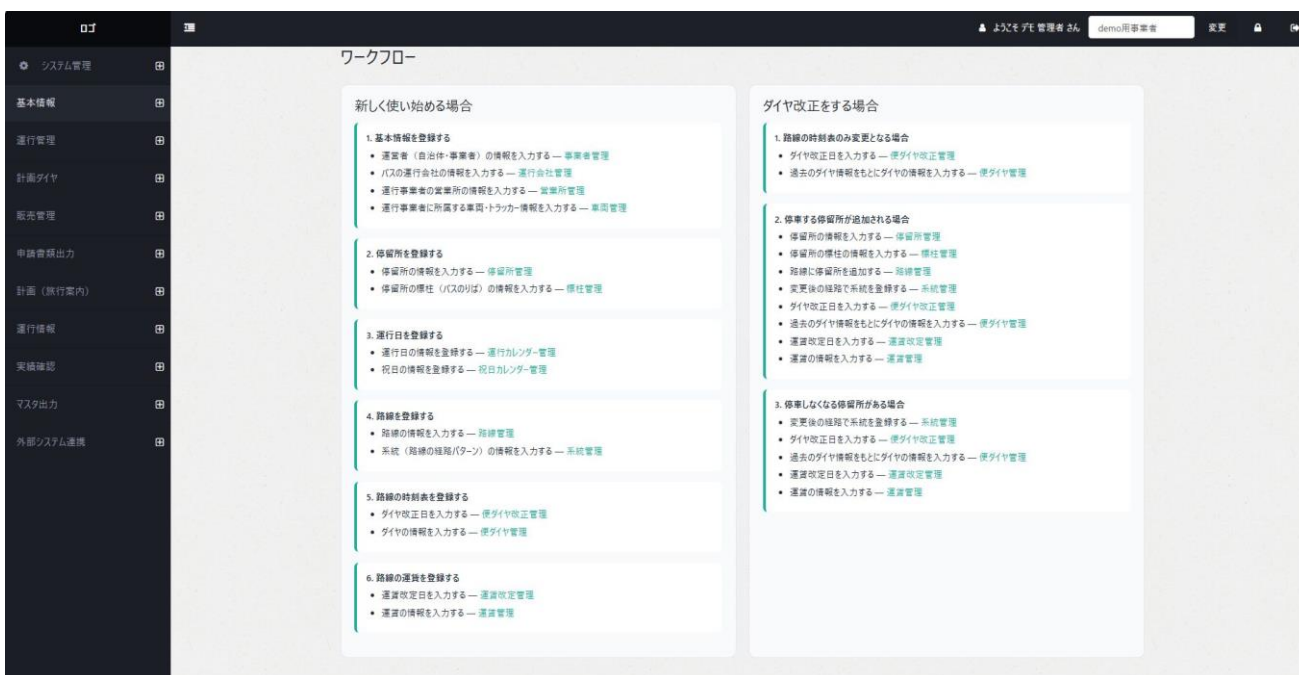 ロゴ
ようこそ デモ 管理者 さん
demo用事業者
変更
システム管理
基本情報
運行管理
計画ダイヤ
販売管理
申請書類出力
計画（旅行案内）
運行情報
実績確認
マスタ出力
外部システム連携
ワークフロー
新しく使い始める場合
1. 基本情報を登録する
運営者（自治体・事業者）の情報を入力する — 事業者管理
バスの運行会社の情報を入力する — 運行会社管理
運行事業者の営業所の情報を入力する — 営業所管理
運行事業者に所属する車両・トラッカー情報を入力する — 車両管理
2. 停留所を登録する
停留所の情報を入力する — 停留所管理
停留所の標柱（バスのりば）の情報を入力する — 標柱管理
3. 運行日を登録する
運行日の情報を登録する — 運行カレンダー管理
祝日の情報を登録する — 祝日カレンダー管理
4. 路線を登録する
路線の情報を入力する — 路線管理
系統（路線の経路パターン）の情報を入力する — 系統管理
5. 路線の時刻表を登録する
ダイヤ改正日を入力する — 便ダイヤ改正管理
ダイヤの情報を入力する — 便ダイヤ管理
6. 路線の運賃を登録する
運賃改定日を入力する — 運賃改定管理
運賃の情報を入力する — 運賃管理
ダイヤ改正をする場合
1. 路線の時刻表のみ変更となる場合
ダイヤ改正日を入力する — 便ダイヤ改正管理
過去のダイヤ情報をもとにダイヤの情報を入力する — 便ダイヤ管理
2. 停車する停留所が追加される場合
停留所の情報を入力する — 停留所管理
停留所の標柱の情報を入力する — 標柱管理
路線に停留所を追加する — 路線管理
変更後の経路で系統を登録する — 系統管理
ダイヤ改正日を入力する — 便ダイヤ改正管理
過去のダイヤ情報をもとにダイヤの情報を入力する — 便ダイヤ管理
運賃改定日を入力する — 運賃改定管理
運賃の情報を入力する — 運賃管理
3. 停車しなくなる停留所がある場合
変更後の経路で系統を登録する — 系統管理
ダイヤ改正日を入力する — 便ダイヤ改正管理
過去のダイヤ情報をもとにダイヤの情報を入力する — 便ダイヤ管理
運賃改定日を入力する — 運賃改定管理
運賃の情報を入力する — 運賃管理